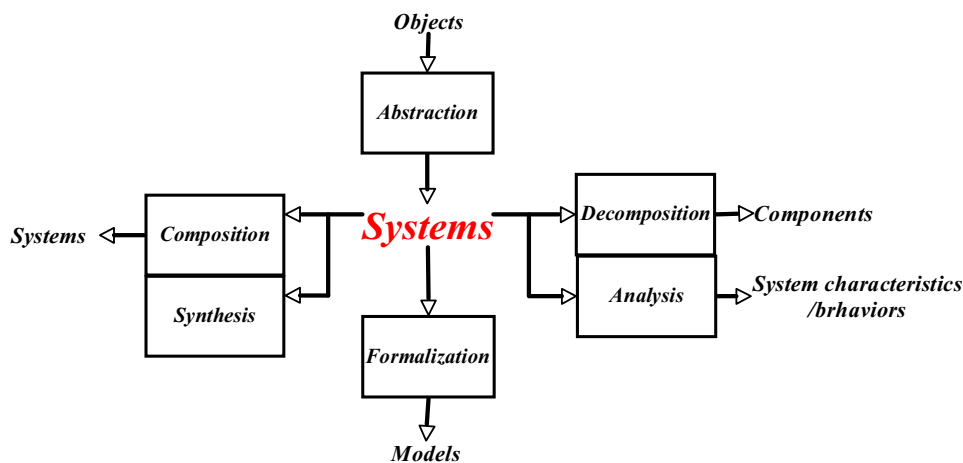 Objects
Abstraction
Systems
Composition
Systems
Decomposition
Components
Synthesis
Analysis
System characteristics
/brhaviors
Formalization
Models